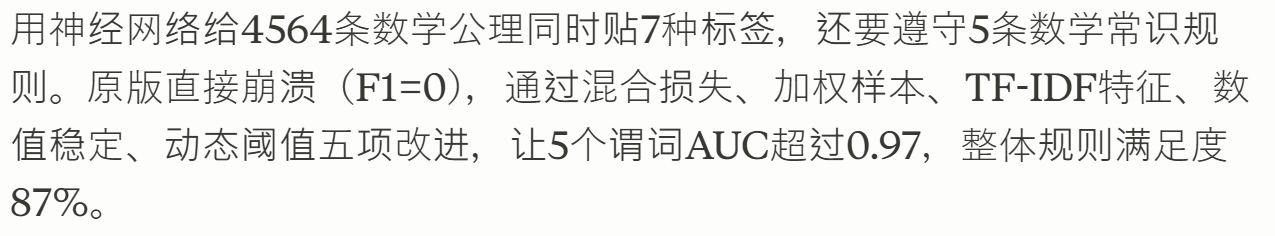 用神经网络给4564条数学公理同时贴7种标签，还要遵守5条数学常识规
则。原版直接崩溃（F1=0），通过混合损失、加权样本、TF-IDF特征、数
值稳定、动态阈值五项改进，让5个谓词AUC超过0.97，整体规则满足度
87%。